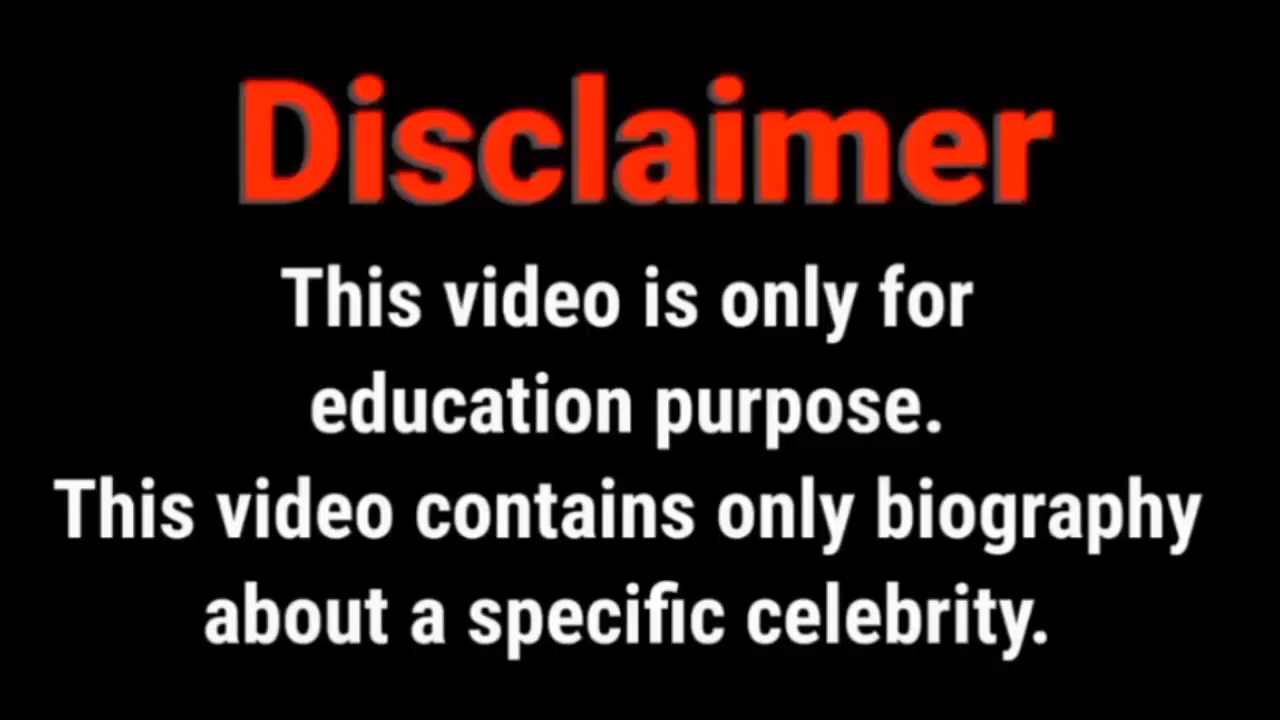 Disclaimer
This video is only for
education purpose.
This video contains only biography
about a specific celebrity.